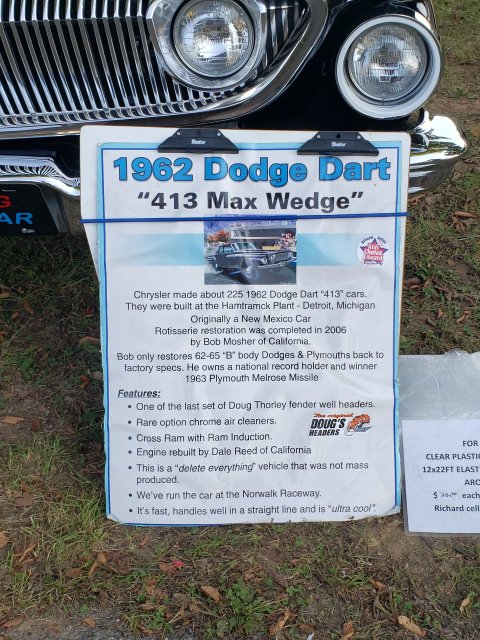 1962 Dodge Dart
"413 Max Wedge"
Chrysler made about 225 1962 Dodge Dart "413" cars.
They were built at the Hamtramck Plant - Detroit, Michigan
Originally a New Mexico Car
Rotisserie restoration was completed in 2006
by Bob Mosher of California.
Bob only restores 62-65 "B" body Dodges & Plymouths back to
factory specs. He owns a national record holder and winner
1963 Plymouth Melrose Missile
Features:
• One of the last set of Doug Thorley fender well headers.
• Rare option chrome air cleaners.
The original
DOUG'S
HEADERS
• Cross Ram with Ram Induction.
• Engine rebuilt by Dale Reed of California
• This is a "delete everything" vehicle that was not mass
produced.
• We've run the car at the Norwalk Raceway.
• It's fast, handles well in a straight line and is "ultra cool".
G
AR
FOR
CLEAR PLASTIC
12x22FT ELAST
ARO
$ each
Richard cell